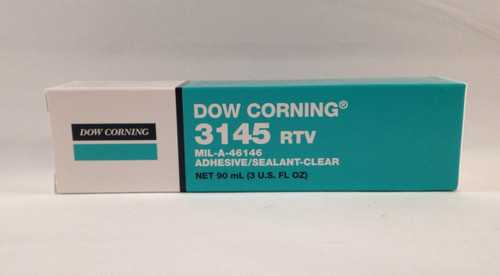 DOW CORNING
DOW CORNING®
3145 RTV
MIL-A-46146
ADHESIVE/SEALANT-CLEAR
NET 90 mL (3 U.S. FL OZ)